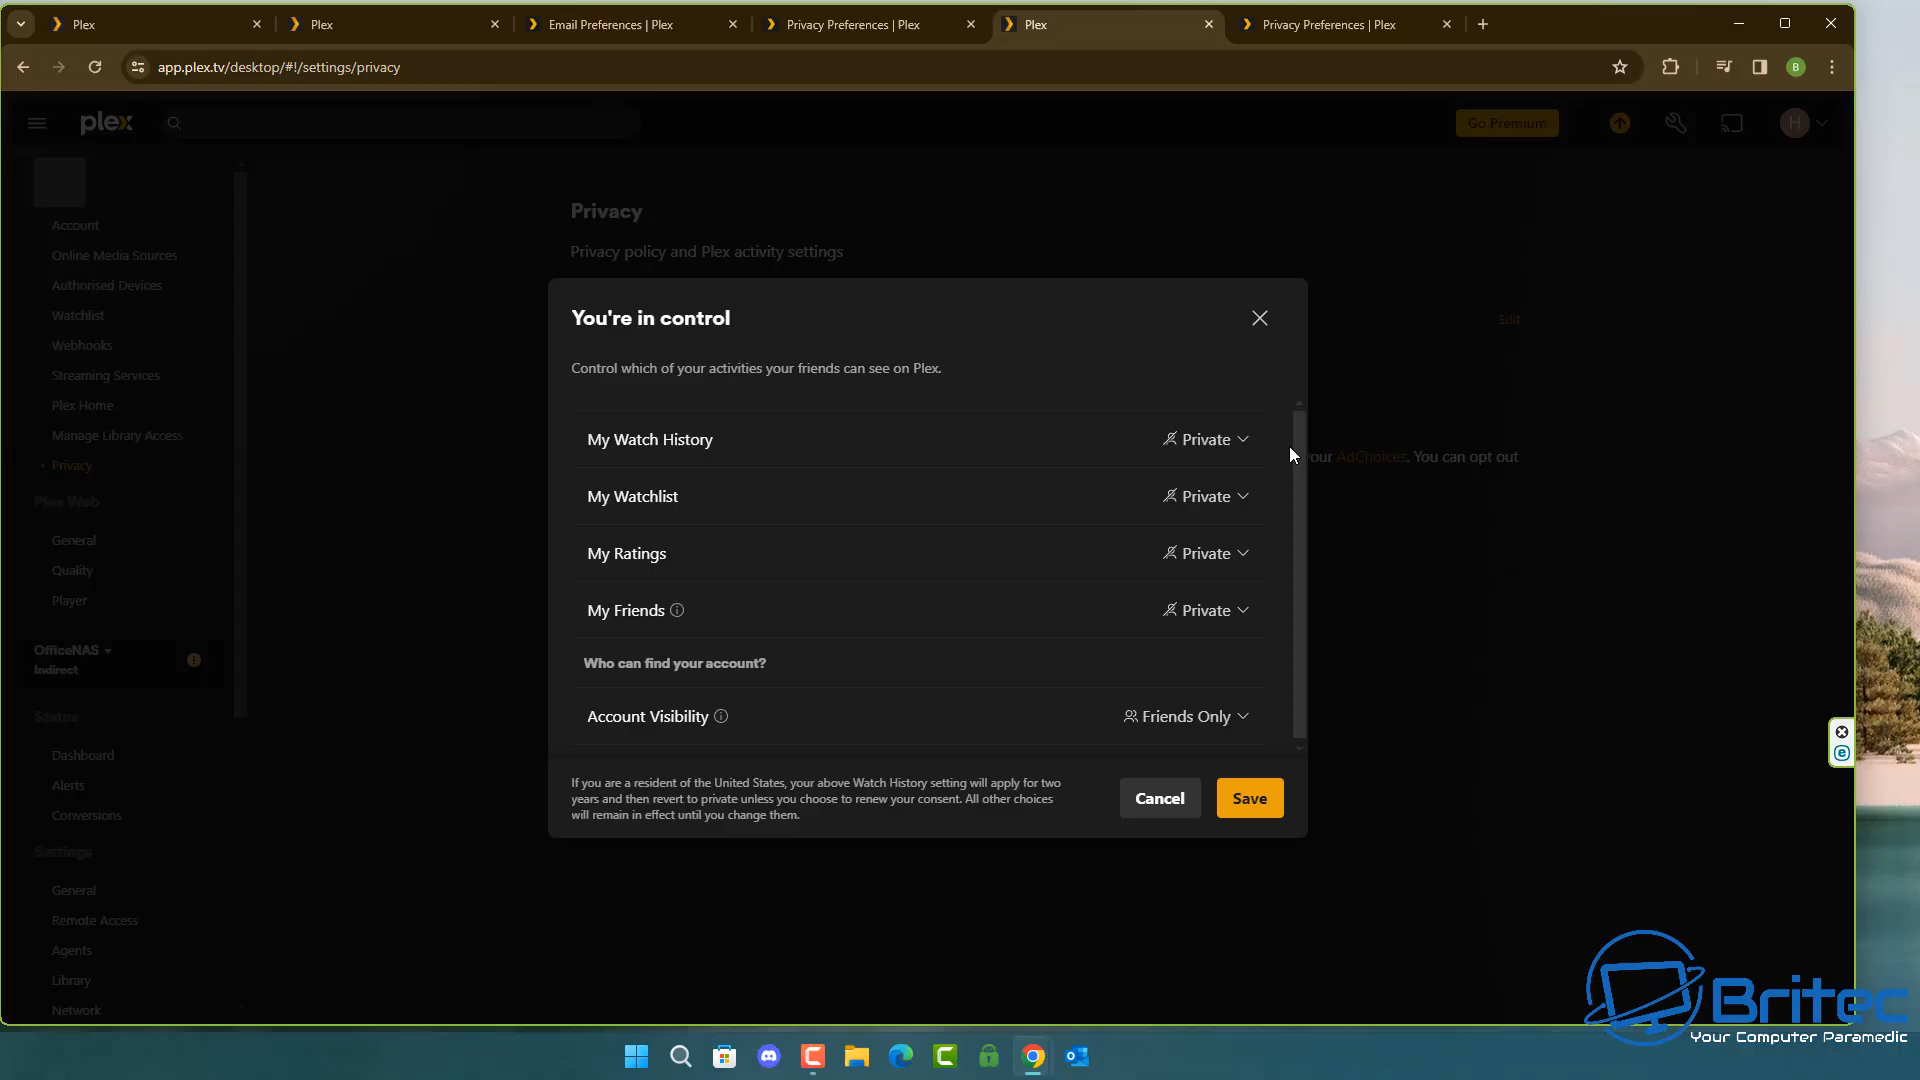 Plex
Plex
Email Preferences | Plex
Privacy Preferences | Plex
Plex
Privacy Preferences | Plex
app.plex.tv/desktop/#!/settings/privacy
B
plex
Go Premium
H
Account
Online Media Sources
Authorised Devices
Watchlist
Webhooks
Streaming Services
Plex Home
Manage Library Access
Privacy
Plex Web
General
Quality
Player
OfficeNAS
Indirect
Status
Dashboard
Alerts
Conversions
Settings
General
Remote Access
Agents
Library
Network
Privacy
Privacy policy and Plex activity settings
Edit
your AdChoices. You can opt out
You're in control
Control which of your activities your friends can see on Plex.
My Watch History Private
My Watchlist Private
My Ratings Private
My Friends Private
Who can find your account?
Account Visibility Friends Only
If you are a resident of the United States, your above Watch History setting will apply for two
years and then revert to private unless you choose to renew your consent. All other choices
will remain in effect until you change them.
Cancel
Save
Britec
Your Computer Paramedic